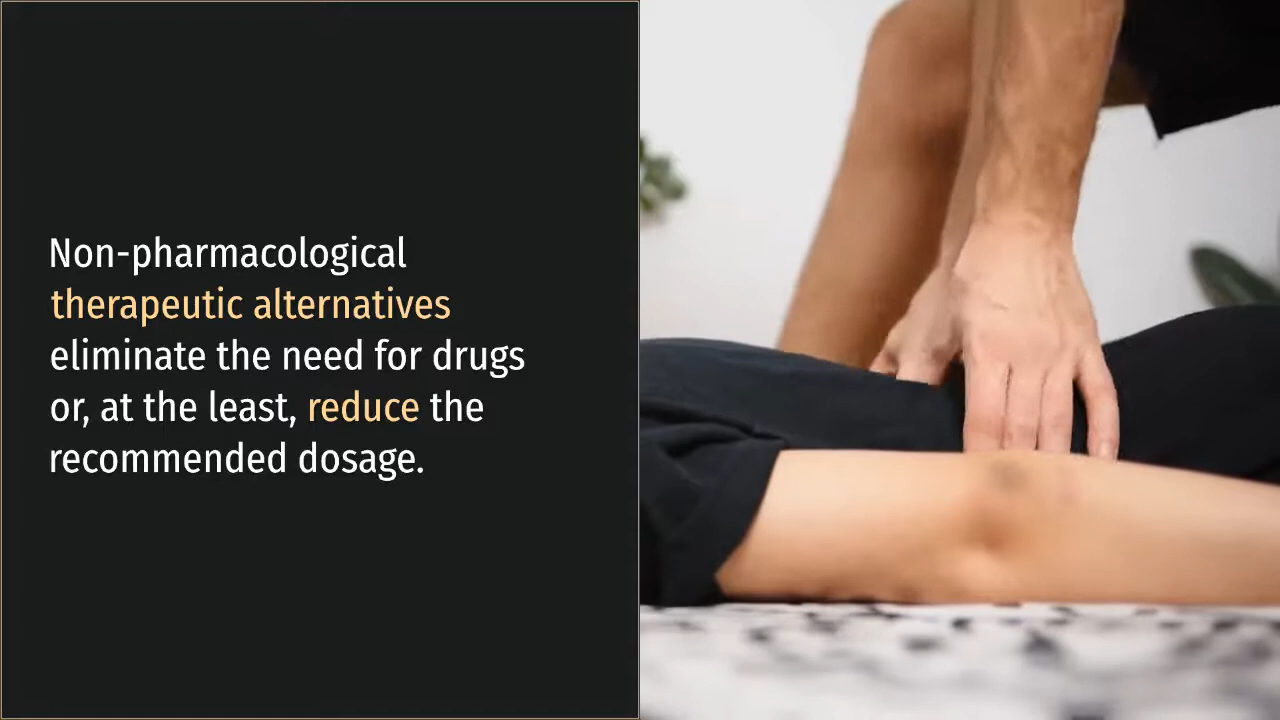 Non-pharmacological
therapeutic alternatives
eliminate the need for drugs
or, at the least, reduce the
recommended dosage.